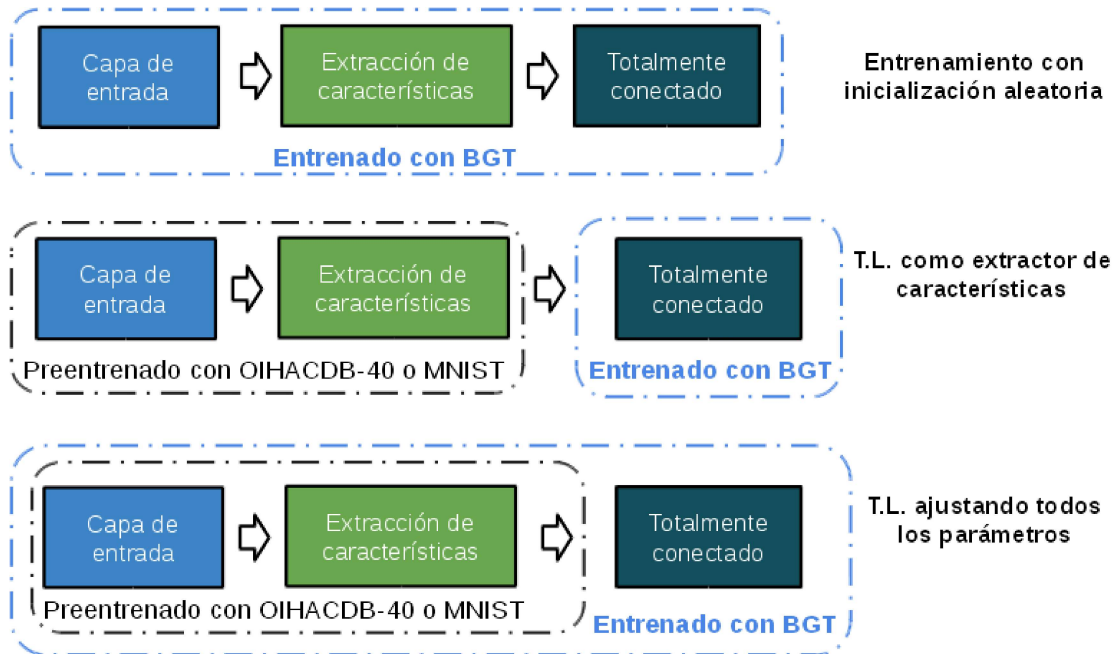 Capa de
entrada
Extracción de
características
Totalmente
conectado
Entrenado con BGT
Entrenamiento con
inicialización aleatoria
Capa de
entrada
Extracción de
características
Preentrenado con OIHACDB-40 o MNIST
Totalmente
conectado
Entrenado con BGT
T.L. como extractor de
características
Capa de
entrada
Extracción de
características
Preentrenado con OIHACDB-40 o MNIST
Totalmente
conectado
Entrenado con BGT
T.L. ajustando todos
los parámetros